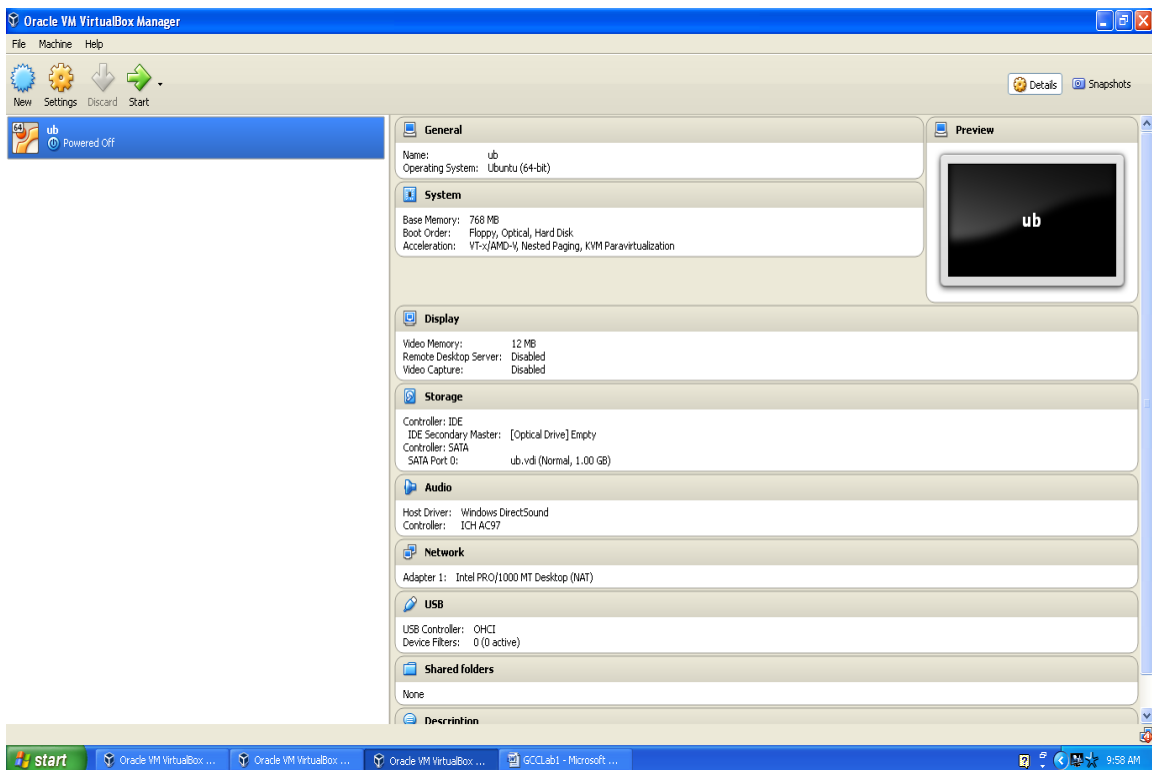 Oracle VM VirtualBox Manager
File Machine Help
New Settings Discard Start
Details Snapshots
64
ub
Powered Off
General
Name: ub
Operating System: Ubuntu (64-bit)
System
Base Memory: 768 MB
Boot Order: Floppy, Optical, Hard Disk
Acceleration: VT-x/AMD-V, Nested Paging, KVM Paravirtualization
Preview
ub
Display
Video Memory: 12 MB
Remote Desktop Server: Disabled
Video Capture: Disabled
Storage
Controller: IDE
IDE Secondary Master: [Optical Drive] Empty
Controller: SATA
SATA Port 0: ub.vdi (Normal, 1.00 GB)
Audio
Host Driver: Windows DirectSound
Controller: ICH AC97
Network
Adapter 1: Intel PRO/1000 MT Desktop (NAT)
USB
USB Controller: OHCI
Device Filters: 0 (0 active)
Shared folders
None
Description
start Oracle VM VirtualBox ... Oracle VM VirtualBox ... Oracle VM VirtualBox ... GCCLab1 - Microsoft ... 9:58 AM